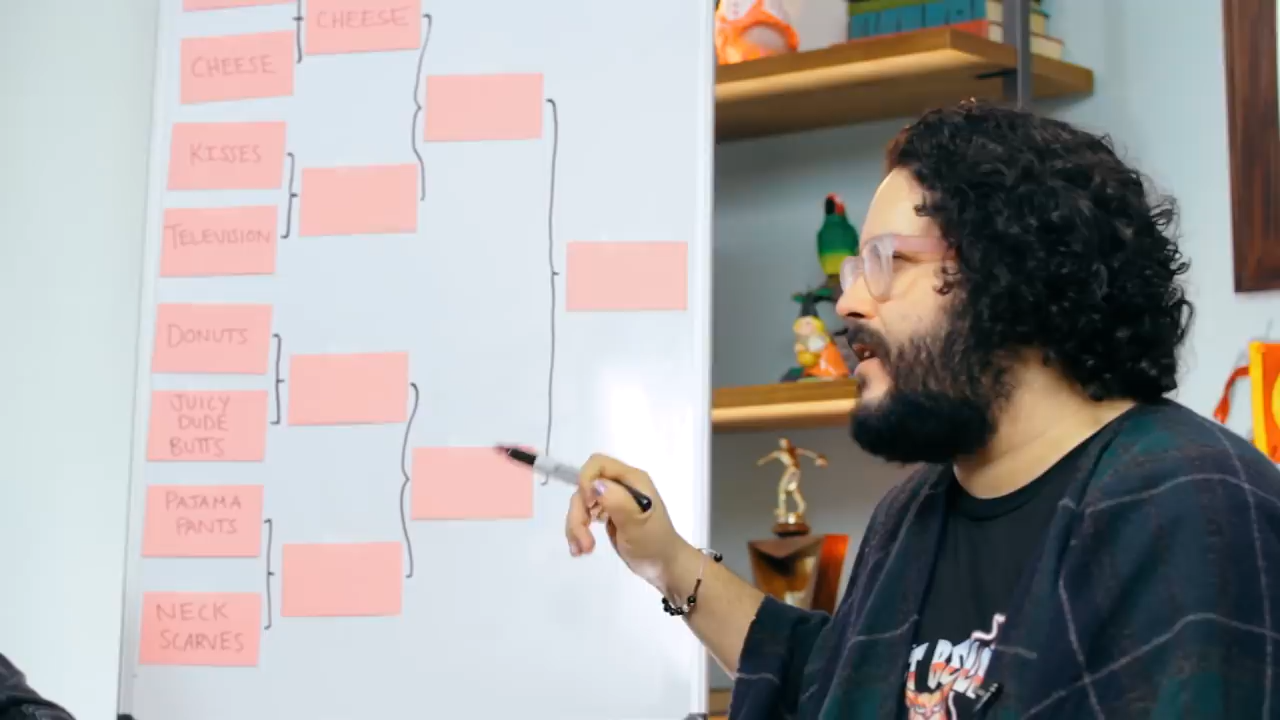 CHEESE
CHEESE
KISSES
TELEVISION
DONUTS
JUICY
DUDE
BUTTS
PAJAMA
PANTS
NECK
SCARVES